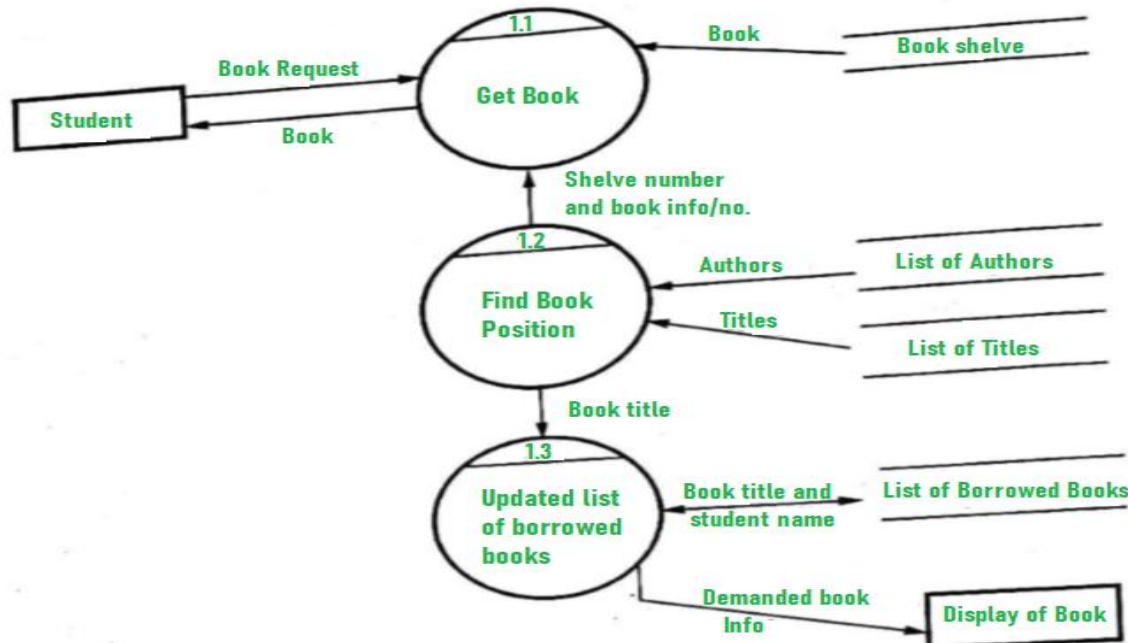 1.1
Book
Book shelve
Book Request
Get Book
Student
Book
Shelve number
and book info/no.
1.2
Authors
List of Authors
Find Book
Position
Titles
List of Titles
Book title
1.3
Updated list
of borrowed
books
Book title and
student name
List of Borrowed Books
Demanded book
Info
Display of Book